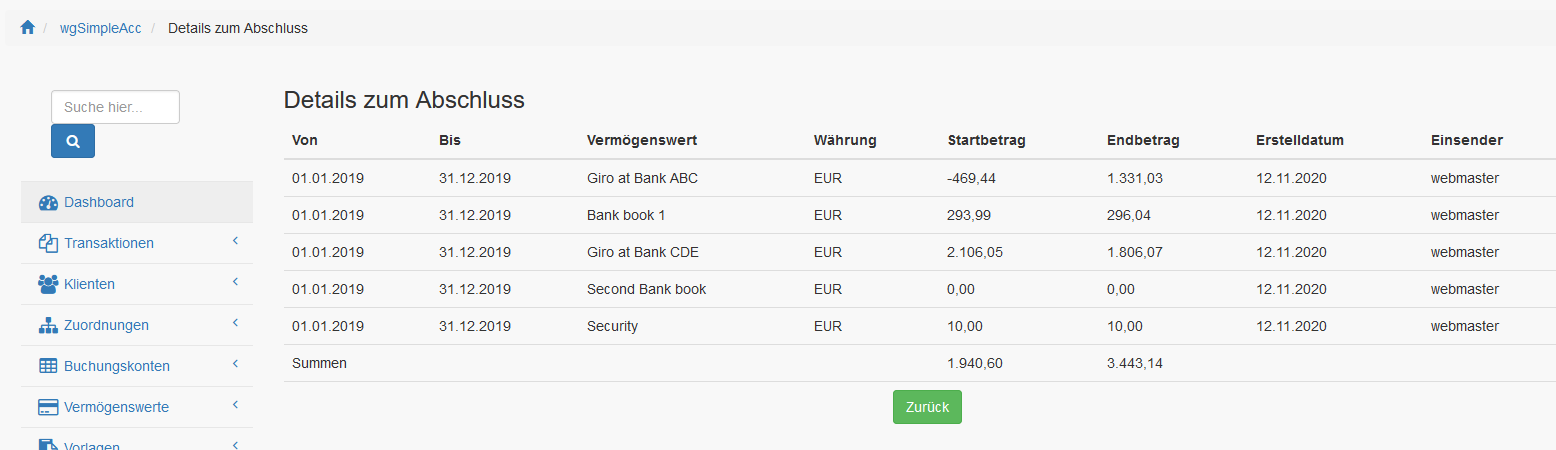 / wgSimpleAcc / Details zum Abschluss
Suche hier...
Dashboard
Transaktionen
Klienten
Zuordnungen
Buchungskonten
Vermögenswerte
Vorlagen
Details zum Abschluss
Von Bis Vermögenswert Währung Startbetrag Endbetrag Erstelldatum Einsender
01.01.2019 31.12.2019 Giro at Bank ABC EUR -469,44 1.331,03 12.11.2020 webmaster
01.01.2019 31.12.2019 Bank book 1 EUR 293,99 296,04 12.11.2020 webmaster
01.01.2019 31.12.2019 Giro at Bank CDE EUR 2.106,05 1.806,07 12.11.2020 webmaster
01.01.2019 31.12.2019 Second Bank book EUR 0,00 0,00 12.11.2020 webmaster
01.01.2019 31.12.2019 Security EUR 10,00 10,00 12.11.2020 webmaster
Summen 1.940,60 3.443,14
Zurück